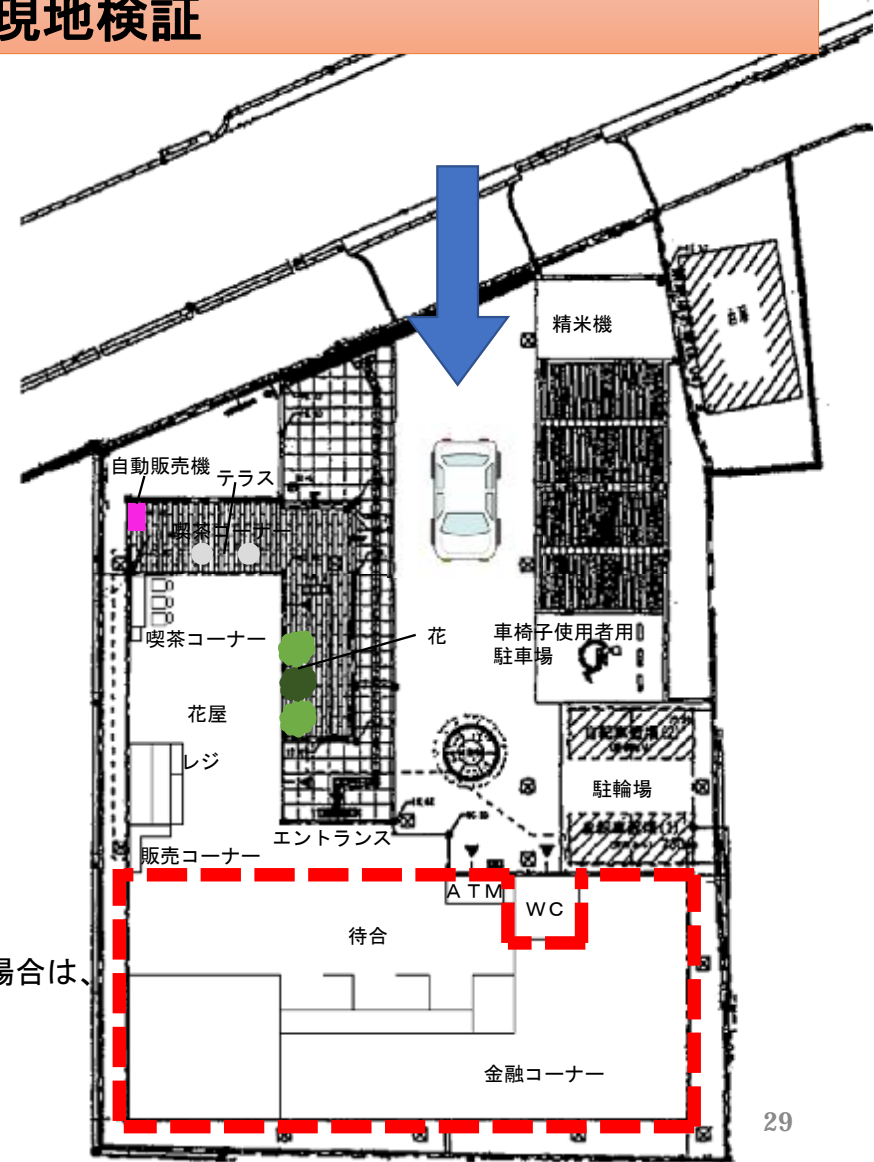 現地検証
精米機
自動販売機
テラス
喫茶コーナー
喫茶コーナー
花
車椅子使用者用
駐車場
花屋
レジ
駐輪場
エントランス
販売コーナー
ATM
WC
待合
場合は、
金融コーナー
29